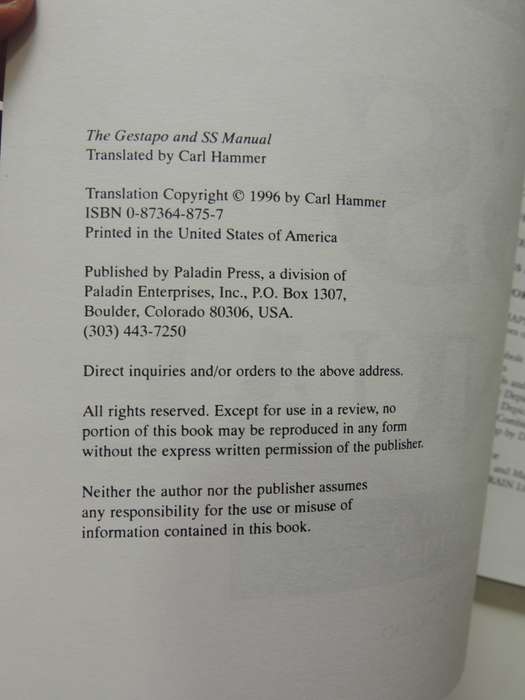 The Gestapo and SS Manual
Translated by Carl Hammer
Translation Copyright © 1996 by Carl Hammer
ISBN 0-87364-875-7
Printed in the United States of America
Published by Paladin Press, a division of
Paladin Enterprises, Inc., P.O. Box 1307,
Boulder, Colorado 80306, USA.
(303) 443-7250
Direct inquiries and/or orders to the above address.
All rights reserved. Except for use in a review, no
portion of this book may be reproduced in any form
without the express written permission of the publisher.
Neither the author nor the publisher assumes
any responsibility for the use or misuse of
information contained in this book.